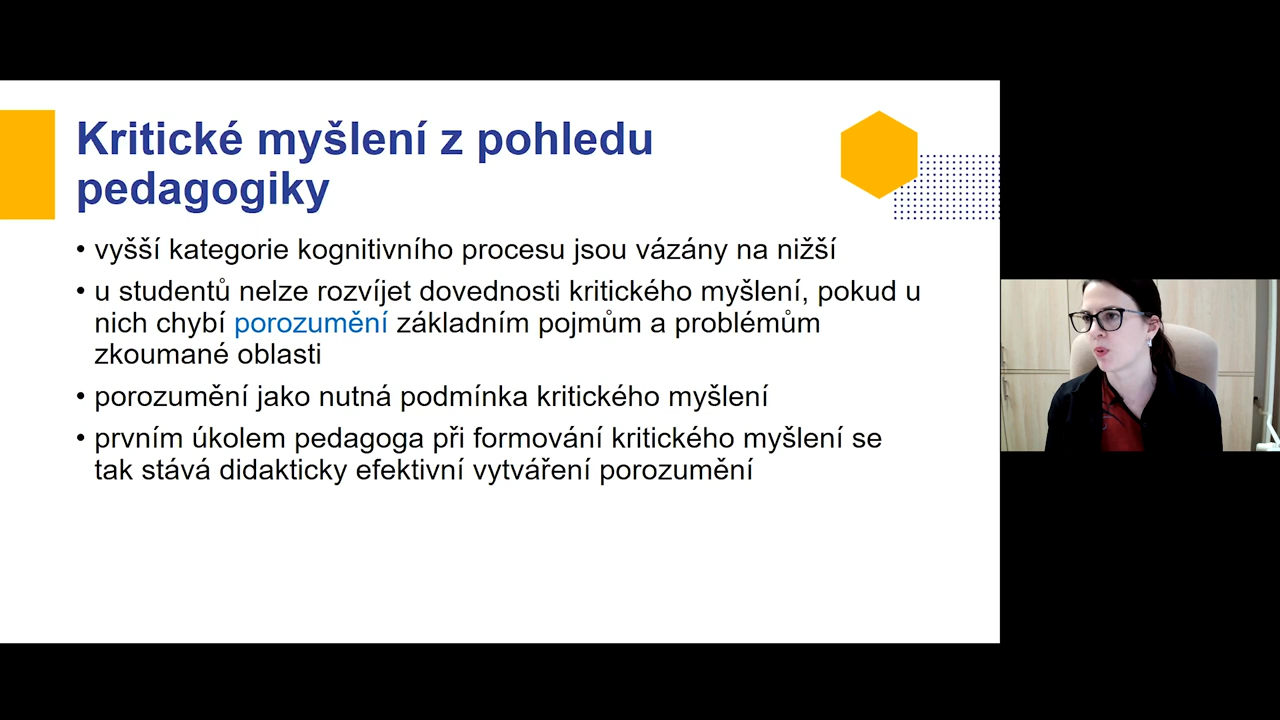 Kritické myšlení z pohledu
pedagogiky
• vyšší kategorie kognitivního procesu jsou vázány na nižší
• u studentů nelze rozvíjet dovednosti kritického myšlení, pokud u
nich chybí porozumění základním pojmům a problémům
zkoumané oblasti
• porozumění jako nutná podmínka kritického myšlení
• prvním úkolem pedagoga při formování kritického myšlení se
tak stává didakticky efektivní vytváření porozumění